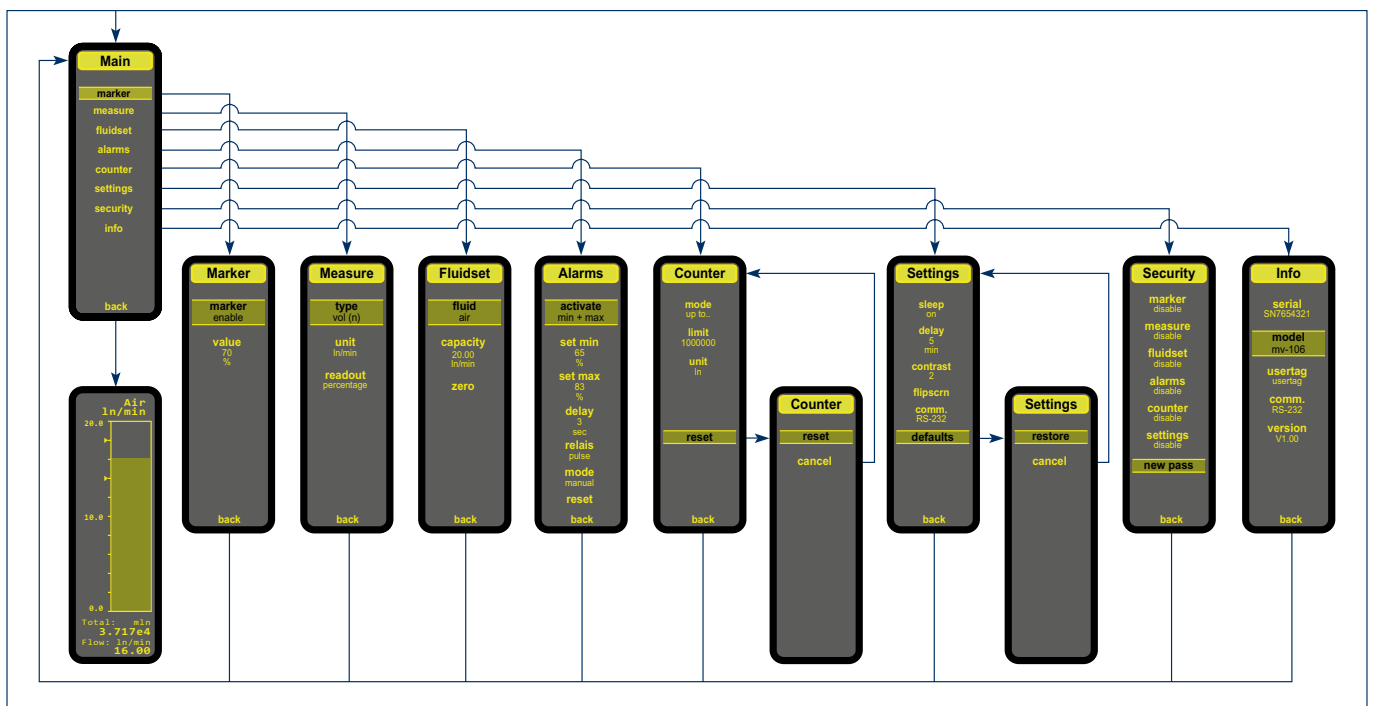 Main
marker
measure
fluidset
alarms
counter
settings
security
info
back
Air
ln/min
20.0
10.0
0.0
Total: mln
3.717e4
Flow: ln/min
16.00
Marker
marker
enable
value
70
%
back
Measure
type
vol (n)
unit
ln/min
readout
percentage
back
Fluidset
fluid
air
capacity
20.00
ln/min
zero
back
Alarms
activate
min + max
set min
65
%
set max
83
%
delay
3
sec
relais
pulse
mode
manual
reset
back
Counter
mode
up to..
limit
1000000
unit
ln
reset
back
Counter
reset
cancel
Settings
sleep
on
delay
5
min
contrast
2
flipscrn
comm.
RS-232
defaults
back
Settings
restore
cancel
Security
marker
disable
measure
disable
fluidset
disable
alarms
disable
counter
disable
settings
disable
new pass
back
Info
serial
SN7654321
model
mv-106
usertag
usertag
comm.
RS-232
version
V1.00
back